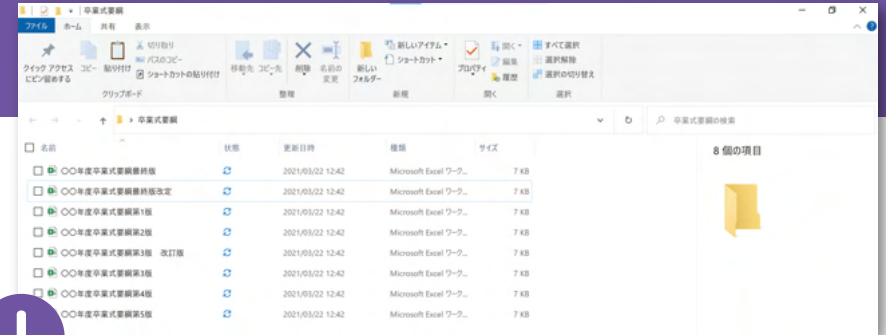 卒業式要綱
ファイル ホーム 共有 表示
クイック アクセスにピン留めする
コピー
貼り付け
切り取り
パスのコピー
ショートカットの貼り付け
クリップボード
移動先 コピー先 削除 名前の変更
整理
新しいフォルダー
新しいアイテム
ショートカット
新規
プロパティ
開く
編集
履歴
開く
すべて選択
選択解除
選択の切り替え
選択
卒業式要綱
卒業式要綱の検索
名前 状態 更新日時 種類 サイズ
8 個の項目
〇〇年度卒業式要綱最終版 2021/03/22 12:42 Microsoft Excel ワーク... 7 KB
〇〇年度卒業式要綱最終版改定 2021/03/22 12:42 Microsoft Excel ワーク... 7 KB
〇〇年度卒業式要綱第1版 2021/03/22 12:42 Microsoft Excel ワーク... 7 KB
〇〇年度卒業式要綱第2版 2021/03/22 12:42 Microsoft Excel ワーク... 7 KB
〇〇年度卒業式要綱第3版 改訂版 2021/03/22 12:42 Microsoft Excel ワーク... 7 KB
〇〇年度卒業式要綱第3版 2021/03/22 12:42 Microsoft Excel ワーク... 7 KB
〇〇年度卒業式要綱第4版 2021/03/22 12:42 Microsoft Excel ワーク... 7 KB
〇〇年度卒業式要綱第5版 2021/03/22 12:42 Microsoft Excel ワーク... 7 KB